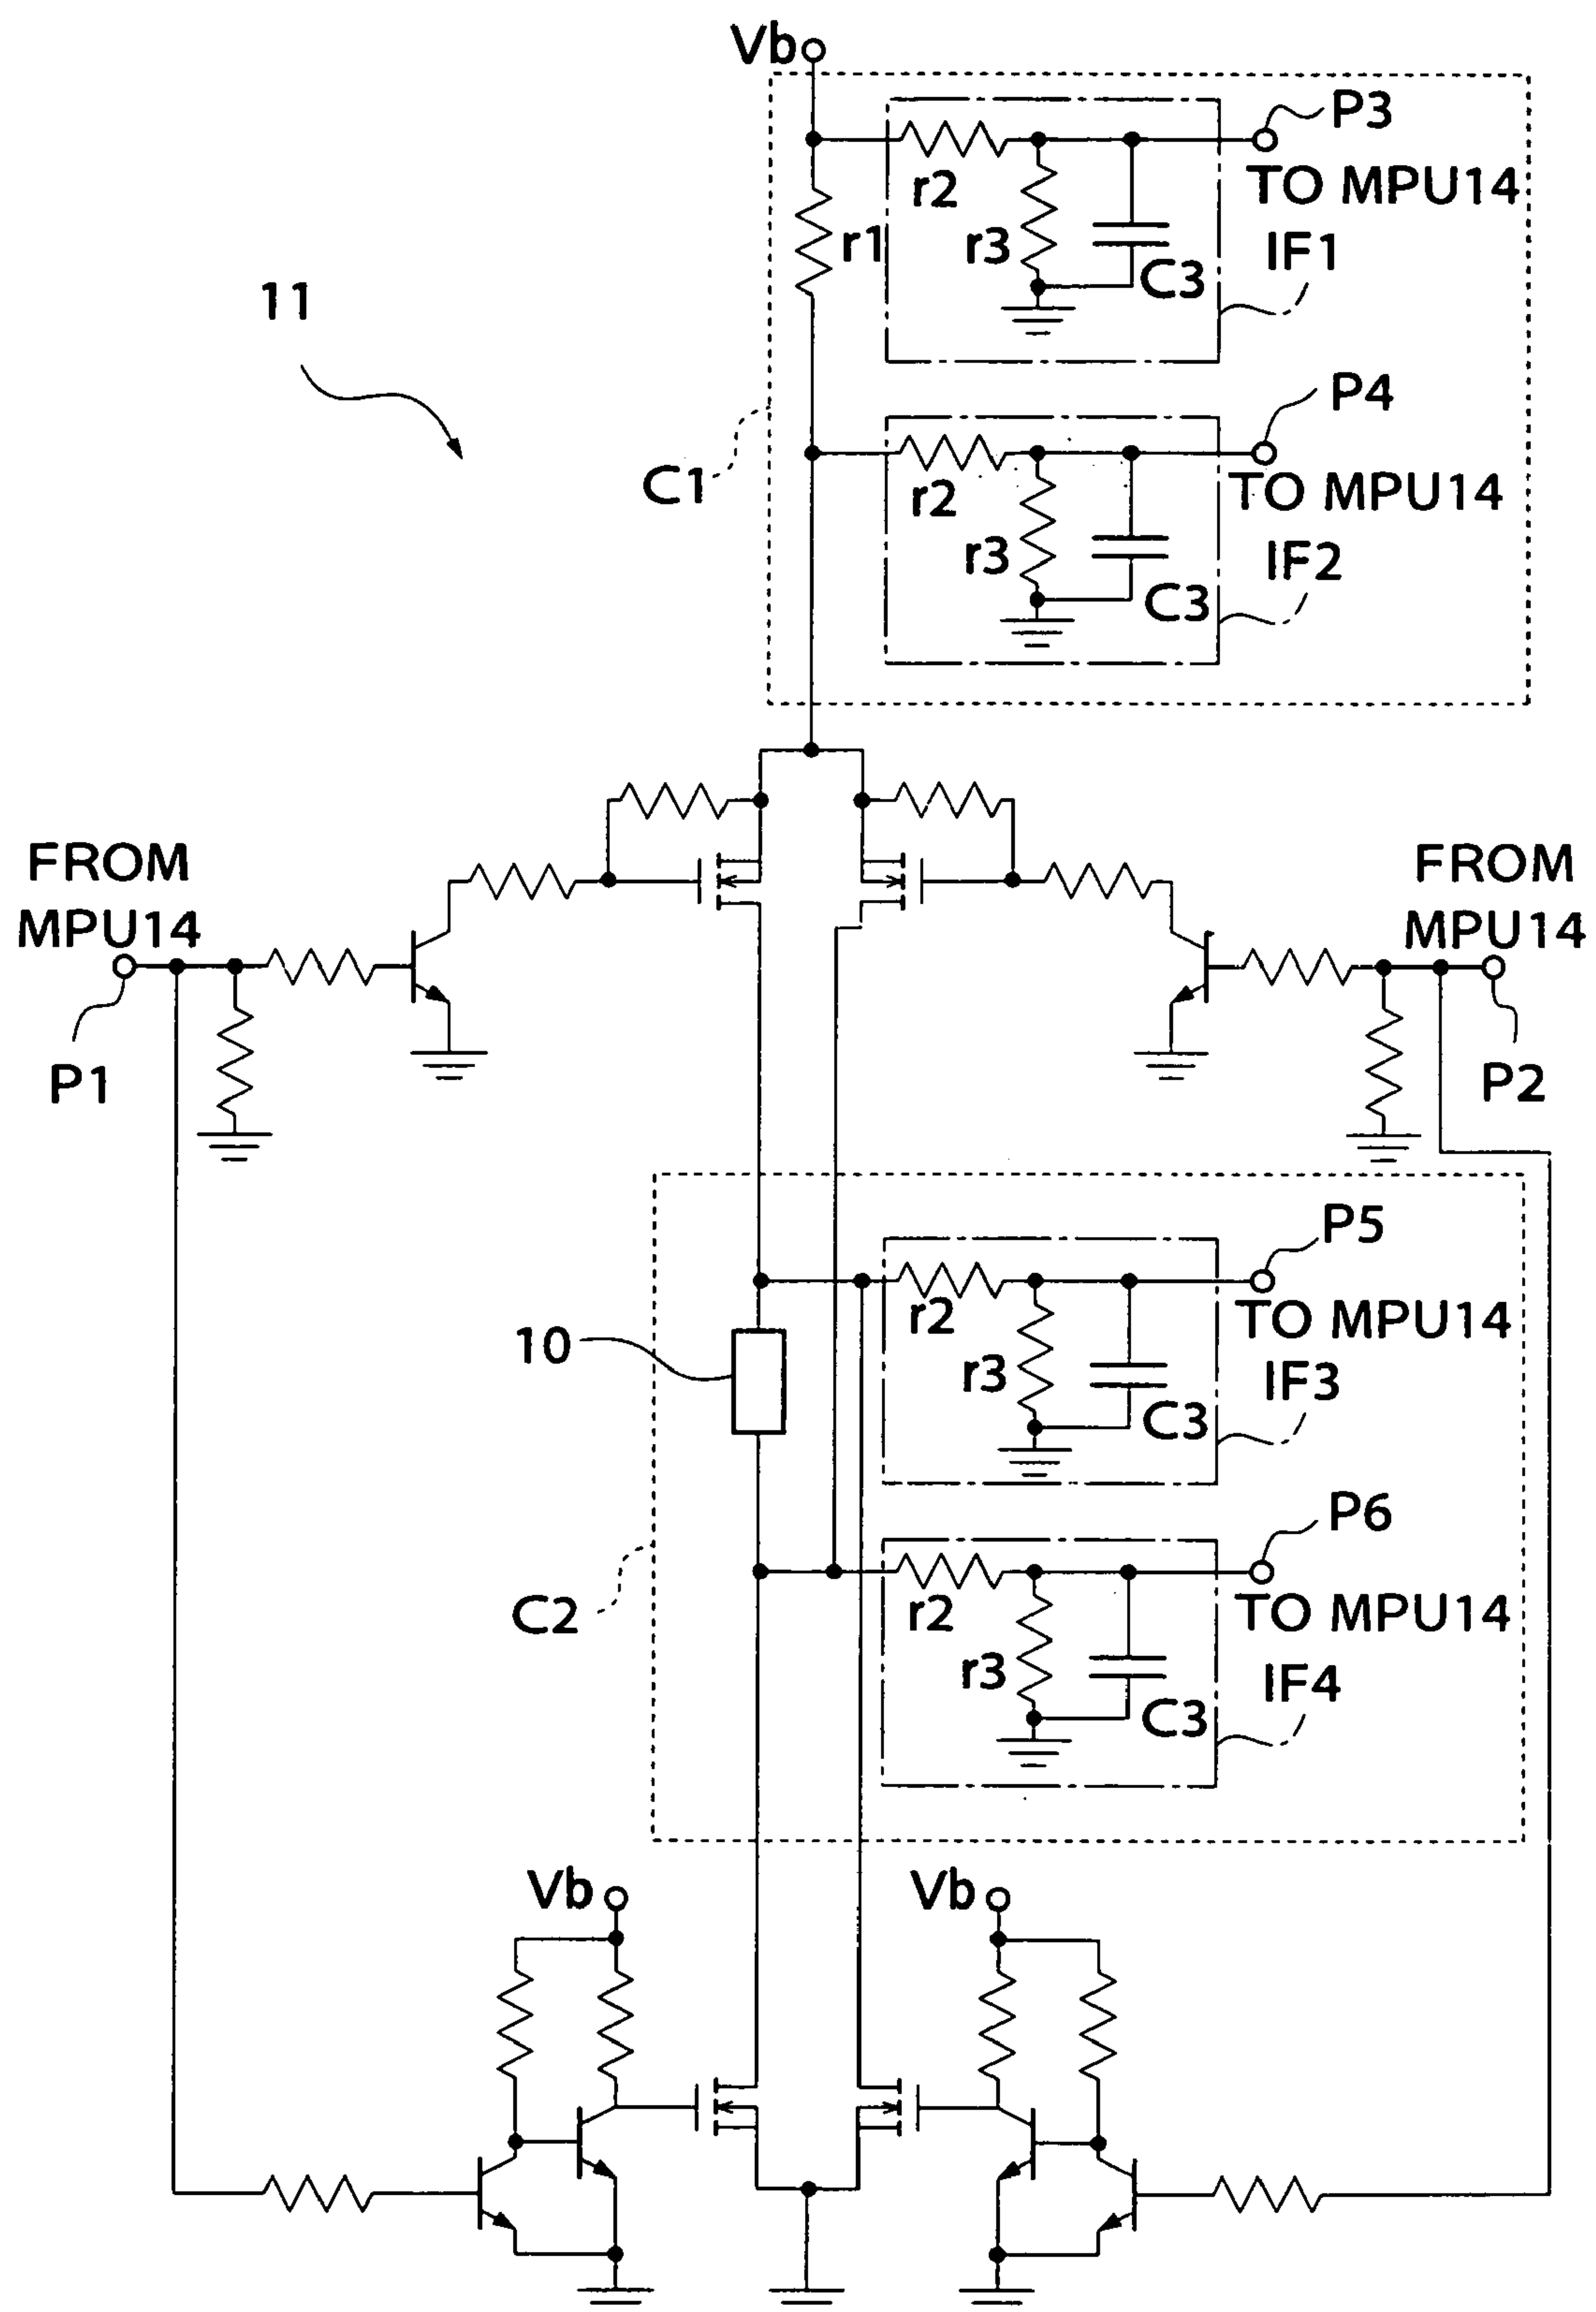 Vb
P3
TO MPU14
r2
r1
r3
C3
IF1
11
P4
C1
TO MPU14
r2
r3
C3
IF2
FROM
MPU14
FROM
MPU14
P1
P2
P5
r2
TO MPU14
10
r3
C3
IF3
P6
C2
r2
TO MPU14
r3
C3
IF4
Vb
Vb